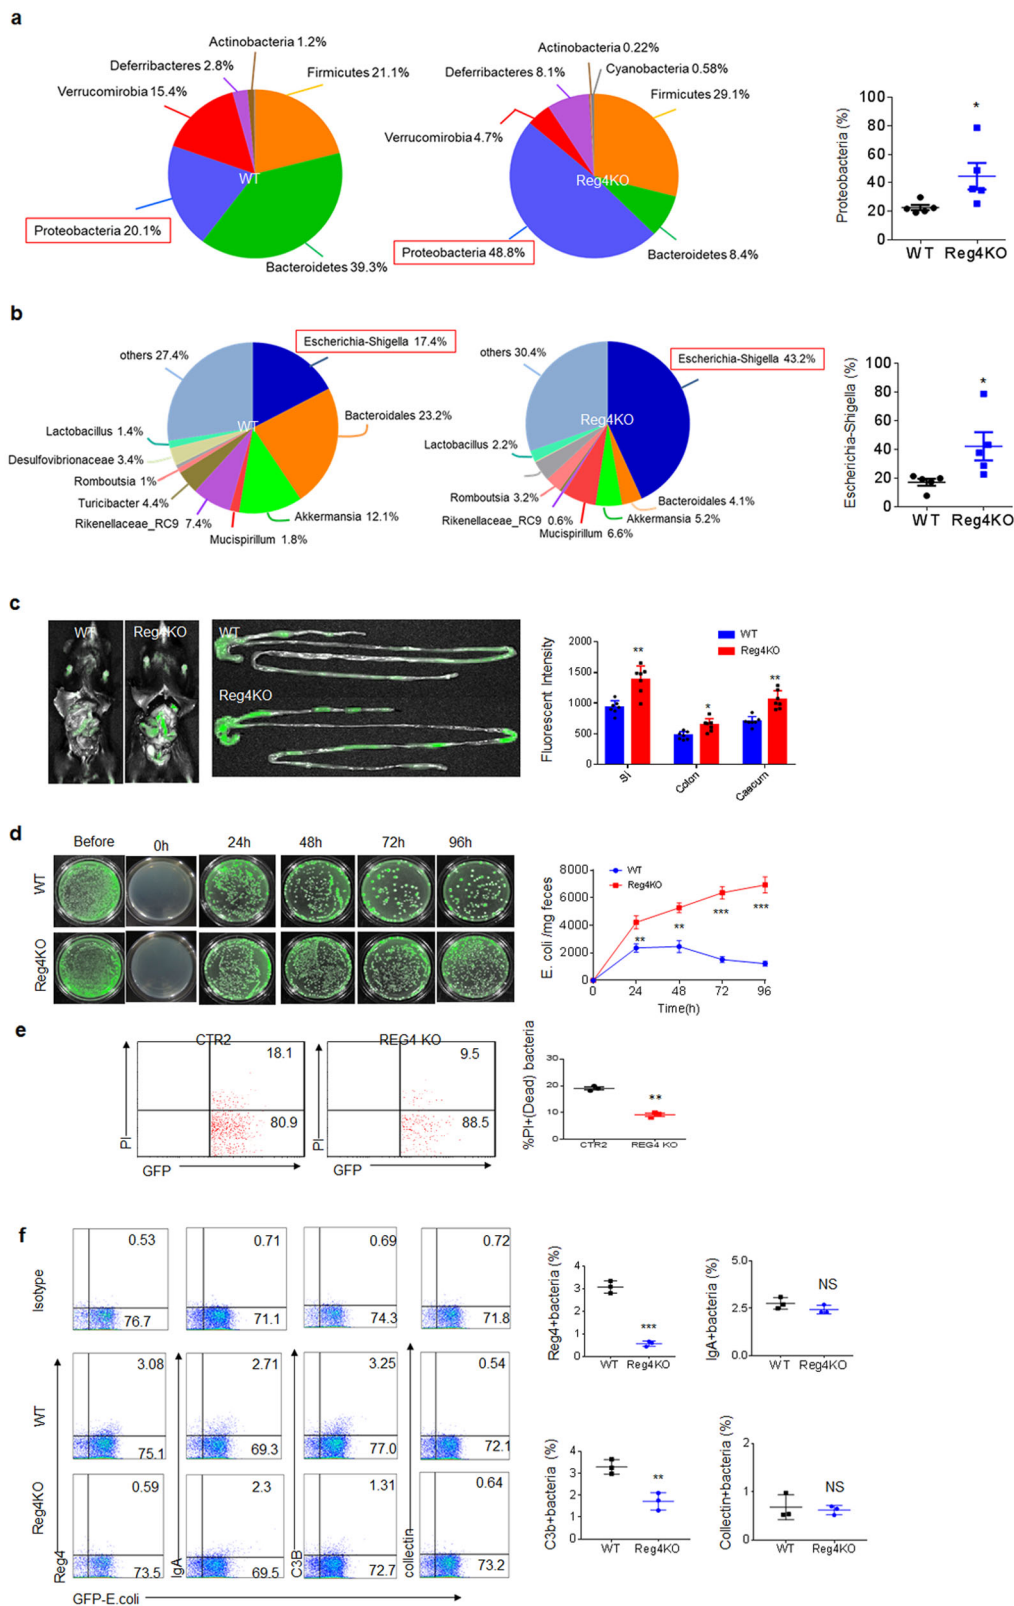 a
Actinobacteria 1.2%
Deferribacteres 2.8%
Firmicutes 21.1%
Verrucomirobia 15.4%
WT
Proteobacteria 20.1%
Bacteroidetes 39.3%
Actinobacteria 0.22%
Deferribacteres 8.1%
Cyanobacteria 0.58%
Firmicutes 29.1%
Verrucomirobia 4.7%
Reg4KO
Proteobacteria 48.8%
Bacteroidetes 8.4%
Proteobacteria (%)
100
80
60
40
20
0
*
WT Reg4KO
b
Escherichia-Shigella 17.4%
others 27.4%
Bacteroidales 23.2%
WT
Lactobacillus 1.4%
Desulfovibrionaceae 3.4%
Romboutsia 1%
Turicibacter 4.4%
Rikenellaceae_RC9 7.4%
Akkermansia 12.1%
Mucispirillum 1.8%
others 30.4%
Escherichia-Shigella 43.2%
Reg4KO
Lactobacillus 2.2%
Romboutsia 3.2%
Bacteroidales 4.1%
Rikenellaceae_RC9 0.6%
Akkermansia 5.2%
Mucispirillum 6.6%
Escherichia-Shigella (%)
100
80
60
40
20
0
*
WT Reg4KO
c
WT
Reg4KO
WT
Reg4KO
WT
Reg4KO
Fluorescent Intensity
2000
1500
1000
500
0
**
*
**
SI
Colon
Caecum
d
Before 0h 24h 48h 72h 96h
WT
Reg4KO
E. coli /mg feces
8000
6000
4000
2000
0
WT
Reg4KO
**
**
***
***
0 24 48 72 96
Time(h)
e
CTR2
18.1
80.9
PI
GFP
REG4 KO
9.5
88.5
PI
GFP
%PI+(Dead) bacteria
30
20
10
0
**
CTR2 REG4 KO
f
Isotype
0.53 0.71 0.69 0.72
76.7 71.1 74.3 71.8
WT
3.08 2.71 3.25 0.54
75.1 69.3 77.0 72.1
Reg4KO
0.59 2.3 1.31 0.64
73.5 69.5 72.7 73.2
Reg4
IgA
C3B
collectin
GFP-E.coli
Reg4+bacteria (%)
4
3
2
1
0
***
WT Reg4KO
IgA+bacteria (%)
5.0
2.5
0.0
NS
WT Reg4KO
C3b+bacteria (%)
4
3
2
1
0
**
WT Reg4KO
Collectin+bacteria (%)
2
1
0
NS
WT Reg4KO